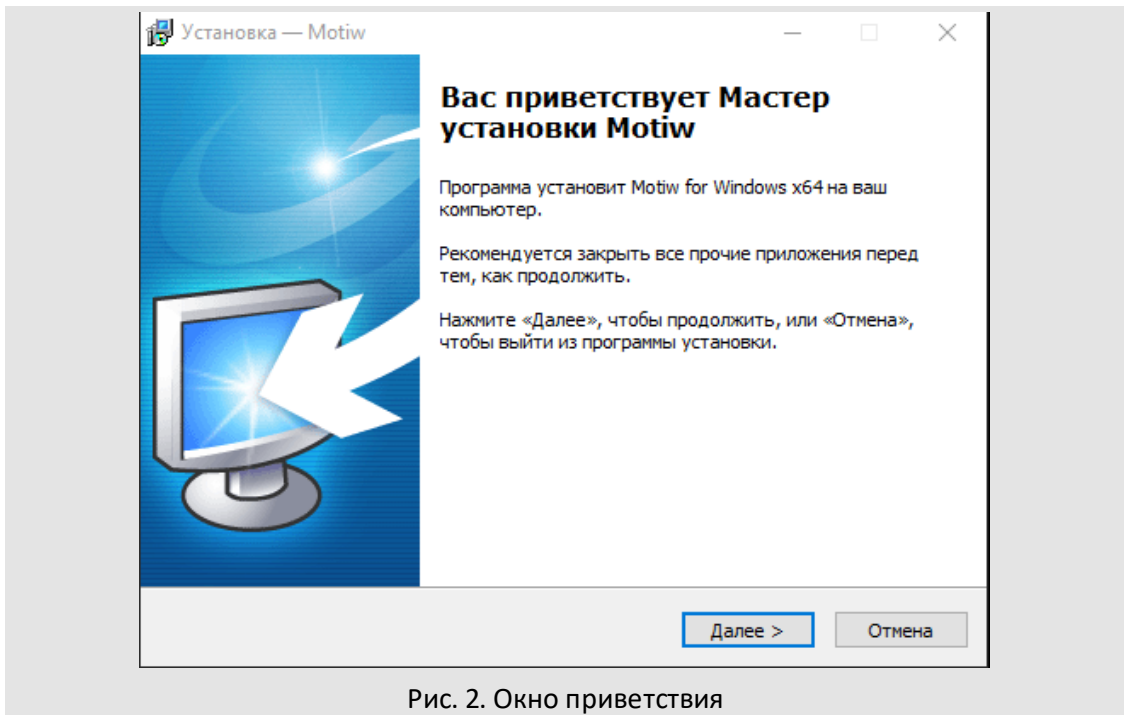 Установка — Motiw
Вас приветствует Мастер
установки Motiw
Программа установит Motiw for Windows x64 на ваш
компьютер.
Рекомендуется закрыть все прочие приложения перед
тем, как продолжить.
Нажмите «Далее», чтобы продолжить, или «Отмена»,
чтобы выйти из программы установки.
Далее > Отмена
Рис. 2. Окно приветствия